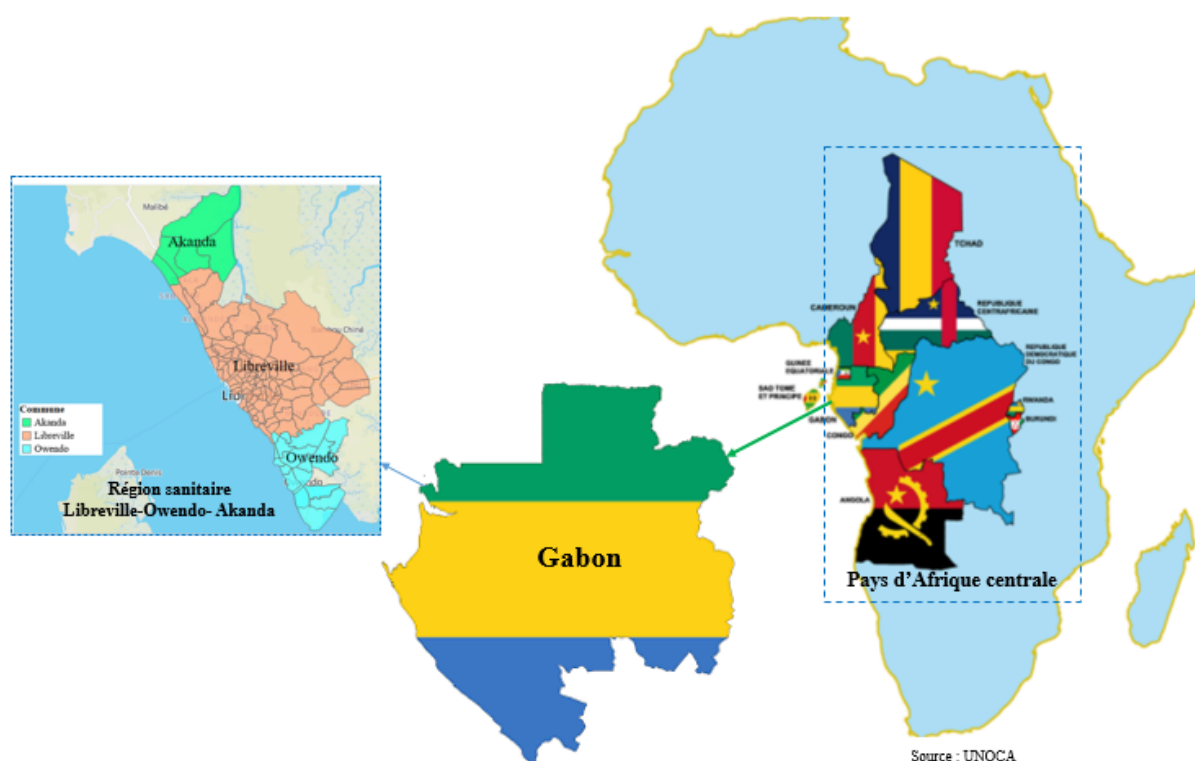 Malibé
Akanda
Libreville
Commune
Akanda
Libreville
Owendo
Owendo
Pointe Denis
Région sanitaire
Libreville-Owendo- Akanda
Gabon
TCHAD
CAMEROUN
REPUBLIQUE
CENTRAFRICAINE
GUINEE
EQUATORIALE
REPUBLIQUE
DEMOCRATIQUE
DU CONGO
SAO TOME
ET PRINCIPE
GABON
CONGO
RWANDA
BURUNDI
ANGOLA
Pays d'Afrique centrale
Source : UNOCA